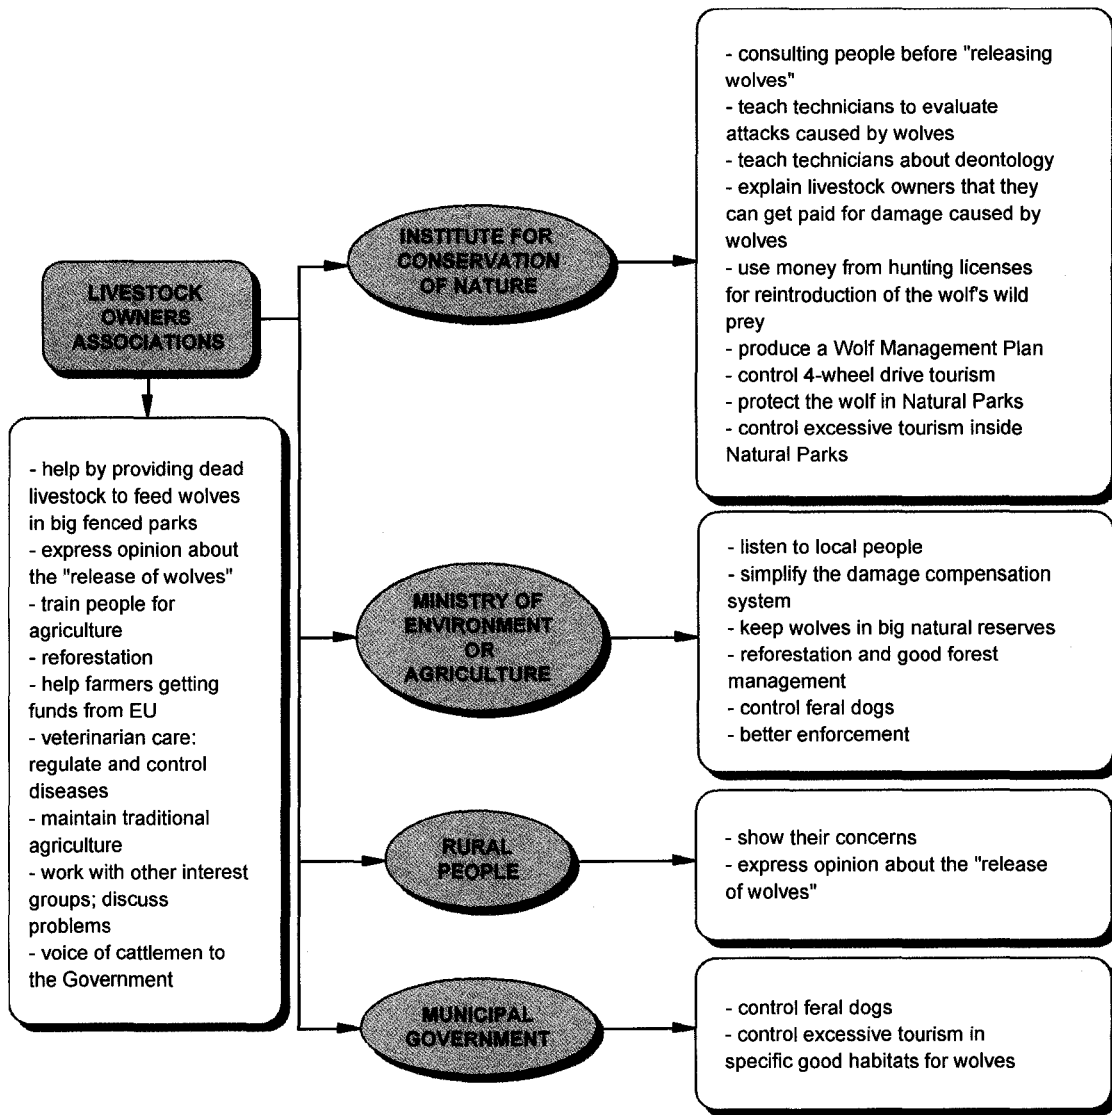 LIVESTOCK
OWNERS
ASSOCIATIONS
- help by providing dead
livestock to feed wolves
in big fenced parks
- express opinion about
the "release of wolves"
- train people for
agriculture
- reforestation
- help farmers getting
funds from EU
- veterinarian care:
regulate and control
diseases
- maintain traditional
agriculture
- work with other interest
groups; discuss
problems
- voice of cattlemen to
the Government
INSTITUTE FOR
CONSERVATION
OF NATURE
- consulting people before "releasing
wolves"
- teach technicians to evaluate
attacks caused by wolves
- teach technicians about deontology
- explain livestock owners that they
can get paid for damage caused by
wolves
- use money from hunting licenses
for reintroduction of the wolf's wild
prey
- produce a Wolf Management Plan
- control 4-wheel drive tourism
- protect the wolf in Natural Parks
- control excessive tourism inside
Natural Parks
MINISTRY OF
ENVIRONMENT
OR
AGRICULTURE
- listen to local people
- simplify the damage compensation
system
- keep wolves in big natural reserves
- reforestation and good forest
management
- control feral dogs
- better enforcement
RURAL
PEOPLE
- show their concerns
- express opinion about the "release
of wolves"
MUNICIPAL
GOVERNMENT
- control feral dogs
- control excessive tourism in
specific good habitats for wolves